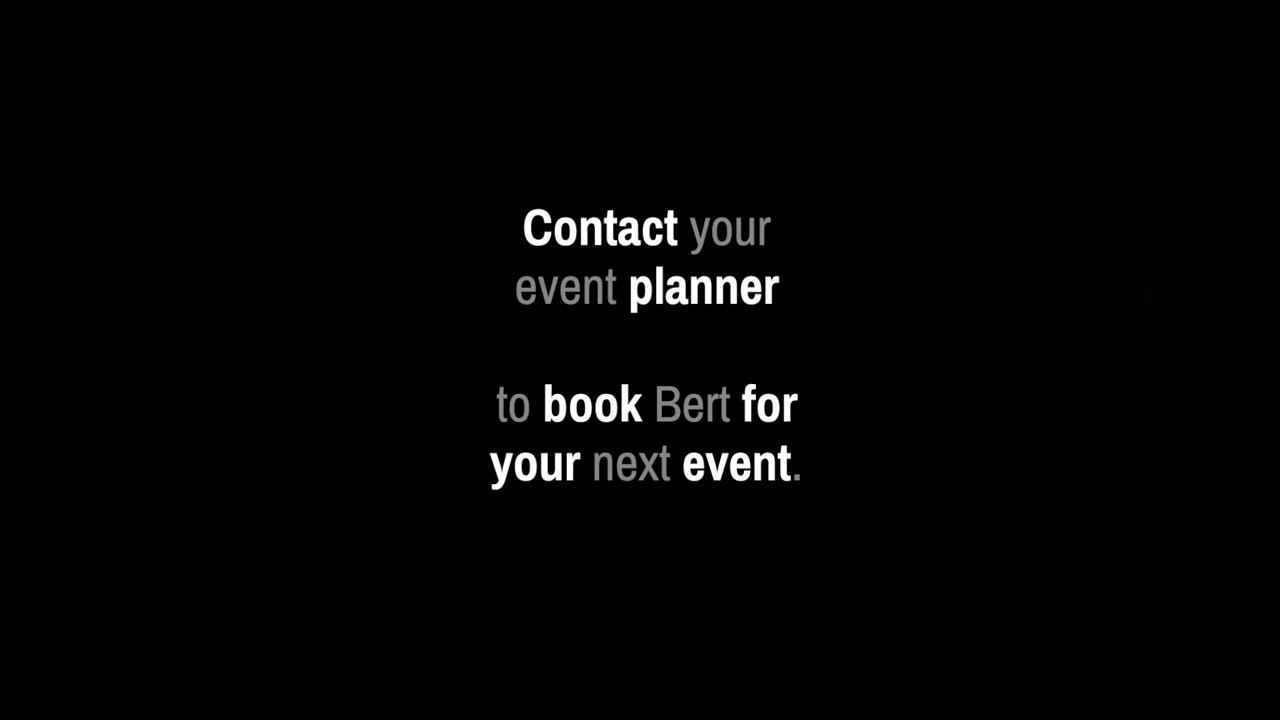 Contact your
event planner
to book Bert for
your next event.